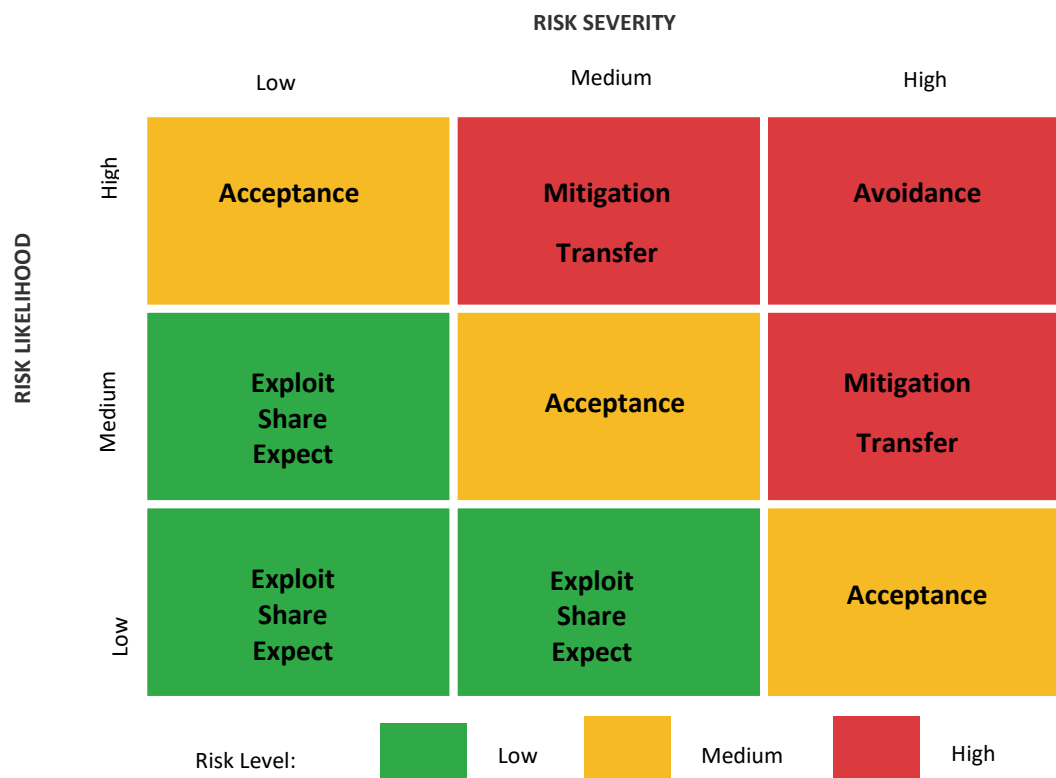 RISK SEVERITY
Low
Medium
High
RISK LIKELIHOOD
High
Acceptance
Mitigation
Transfer
Avoidance
Medium
Exploit
Share
Expect
Acceptance
Mitigation
Transfer
Low
Exploit
Share
Expect
Exploit
Share
Expect
Acceptance
Risk Level:
Low
Medium
High